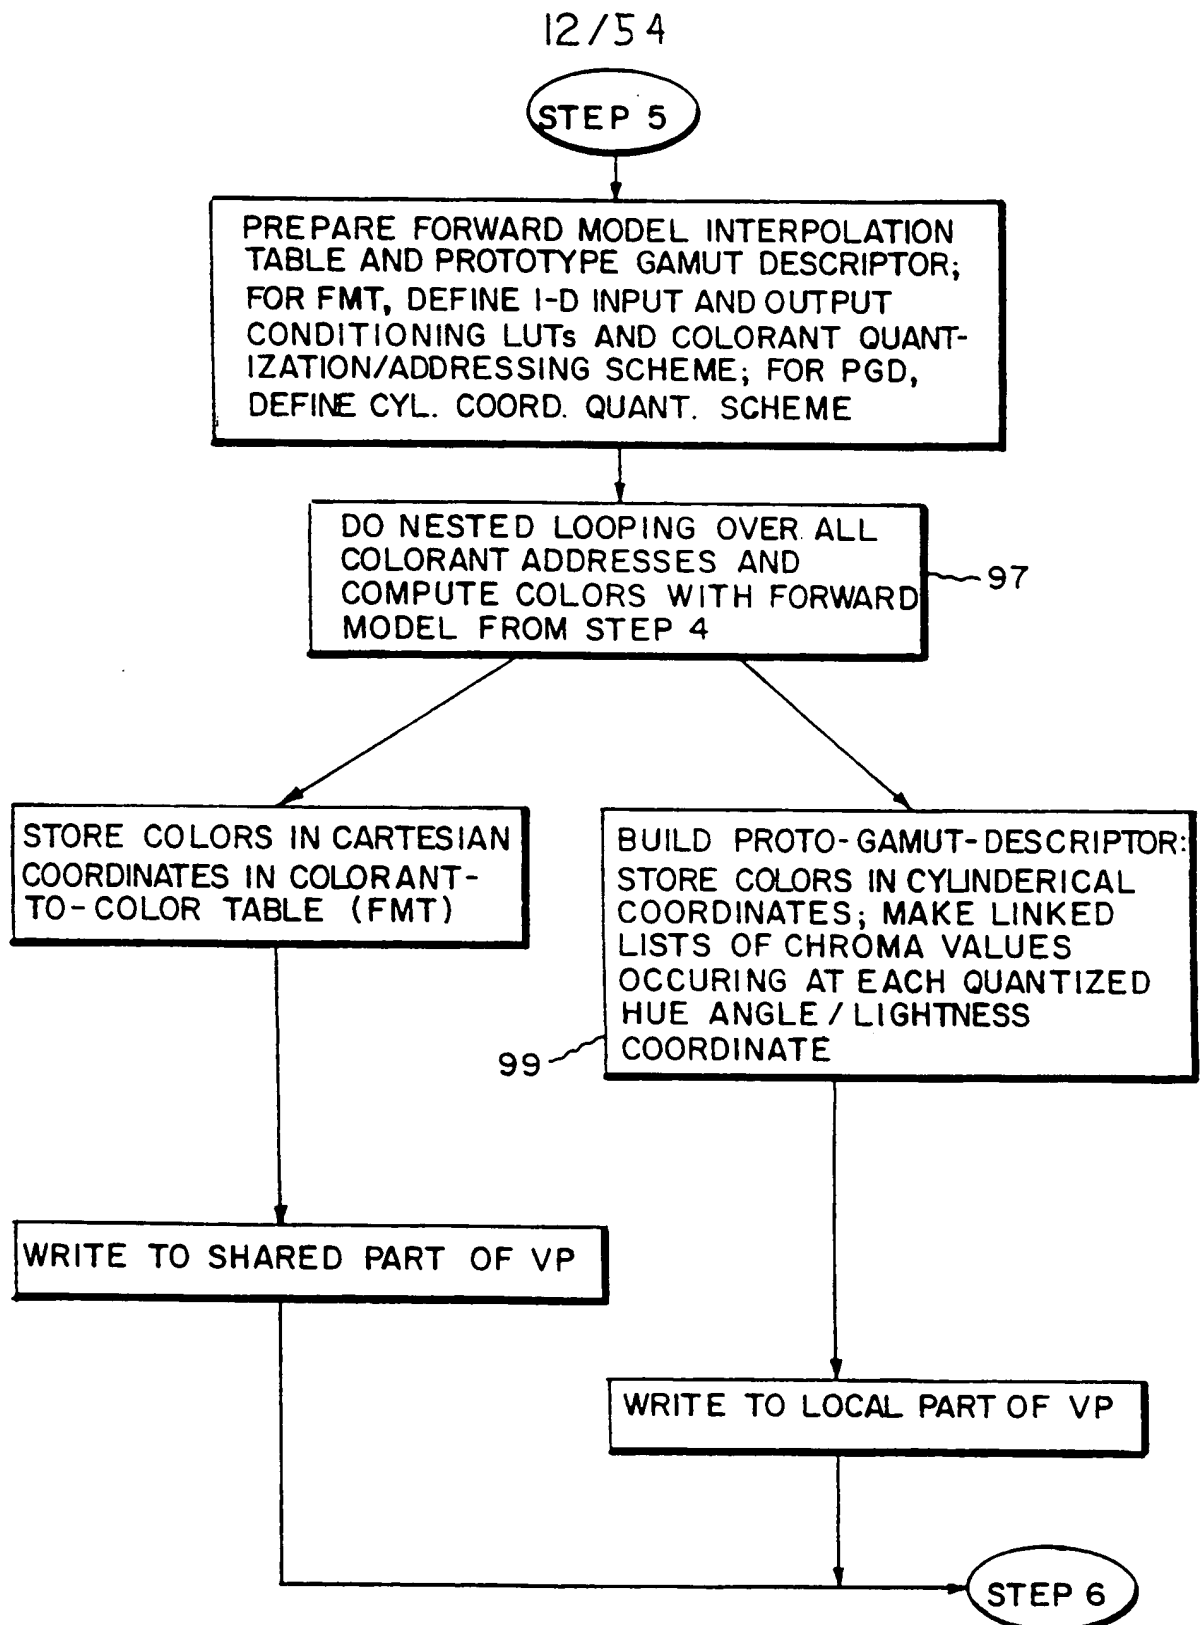 12/54
STEP 5
PREPARE FORWARD MODEL INTERPOLATION
TABLE AND PROTOTYPE GAMUT DESCRIPTOR;
FOR FMT, DEFINE 1-D INPUT AND OUTPUT
CONDITIONING LUTs AND COLORANT QUANT-
IZATION/ADDRESSING SCHEME; FOR PGD,
DEFINE CYL. COORD. QUANT. SCHEME
DO NESTED LOOPING OVER ALL
COLORANT ADDRESSES AND
COMPUTE COLORS WITH FORWARD
MODEL FROM STEP 4
97
STORE COLORS IN CARTESIAN
COORDINATES IN COLORANT-
TO-COLOR TABLE (FMT)
BUILD PROTO-GAMUT-DESCRIPTOR:
STORE COLORS IN CYLINDERICAL
COORDINATES; MAKE LINKED
LISTS OF CHROMA VALUES
OCCURING AT EACH QUANTIZED
HUE ANGLE/LIGHTNESS
COORDINATE
99
WRITE TO SHARED PART OF VP
WRITE TO LOCAL PART OF VP
STEP 6